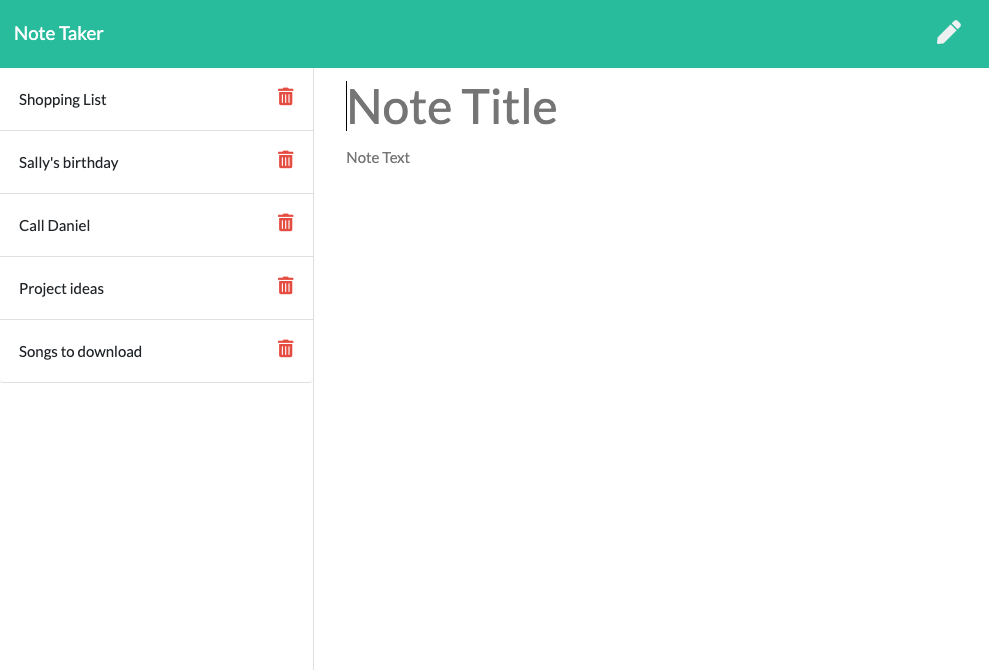 Note Taker
Shopping List
Sally's birthday
Call Daniel
Project ideas
Songs to download
Note Title
Note Text